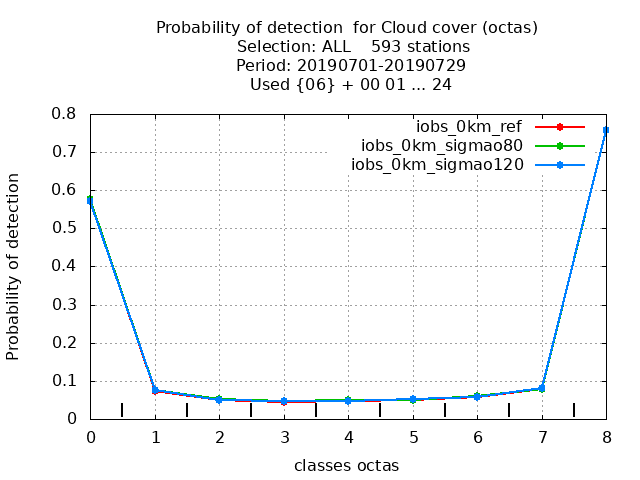 Probability of detection  for Cloud cover (octas)
Selection: ALL    593 stations
Period: 20190701-20190729
Used {06} + 00 01 ... 24
iobs_0km_ref
iobs_0km_sigmao80
iobs_0km_sigmao120
Probability of detection
0.8
0.7
0.6
0.5
0.4
0.3
0.2
0.1
0
0 1 2 3 4 5 6 7 8
classes octas